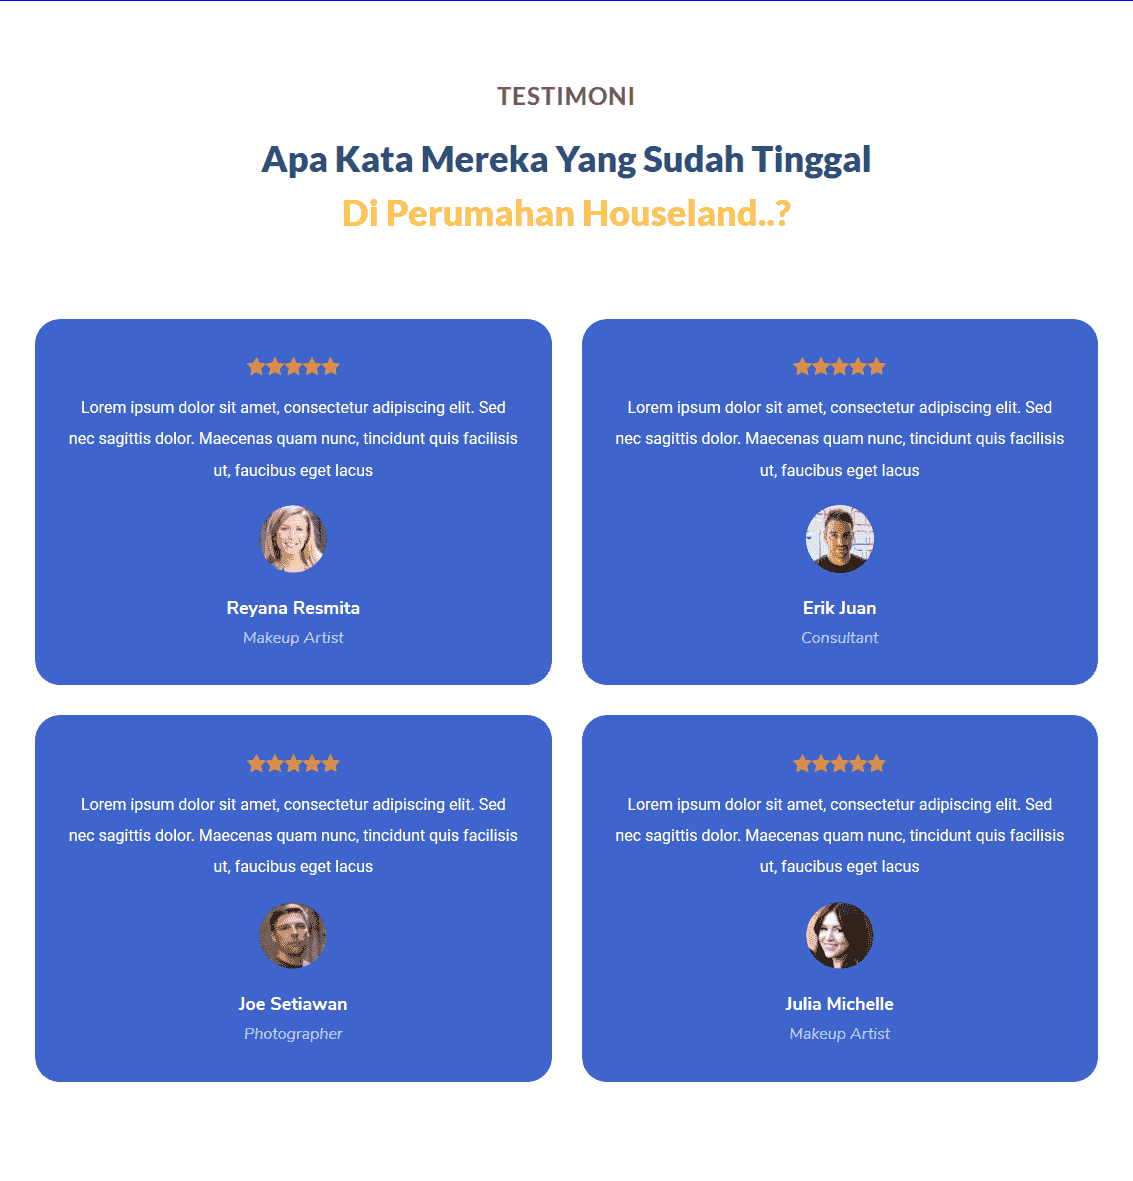 TESTIMONI
Apa Kata Mereka Yang Sudah Tinggal
Di Perumahan Houseland..?
Lorem ipsum dolor sit amet, consectetur adipiscing elit. Sed
nec sagittis dolor. Maecenas quam nunc, tincidunt quis facilisis
ut, faucibus eget lacus
Reyana Resmita
Makeup Artist
Lorem ipsum dolor sit amet, consectetur adipiscing elit. Sed
nec sagittis dolor. Maecenas quam nunc, tincidunt quis facilisis
ut, faucibus eget lacus
Erik Juan
Consultant
Lorem ipsum dolor sit amet, consectetur adipiscing elit. Sed
nec sagittis dolor. Maecenas quam nunc, tincidunt quis facilisis
ut, faucibus eget lacus
Joe Setiawan
Photographer
Lorem ipsum dolor sit amet, consectetur adipiscing elit. Sed
nec sagittis dolor. Maecenas quam nunc, tincidunt quis facilisis
ut, faucibus eget lacus
Julia Michelle
Makeup Artist